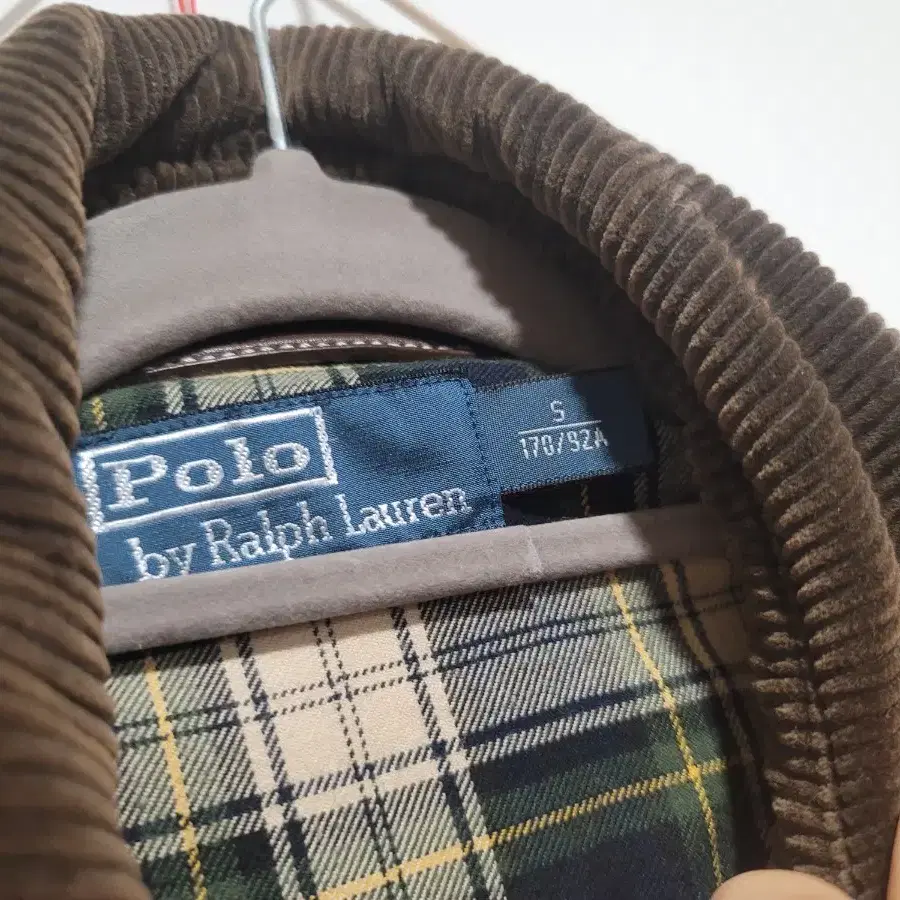 Polo
by Ralph Lauren
S
170/92A